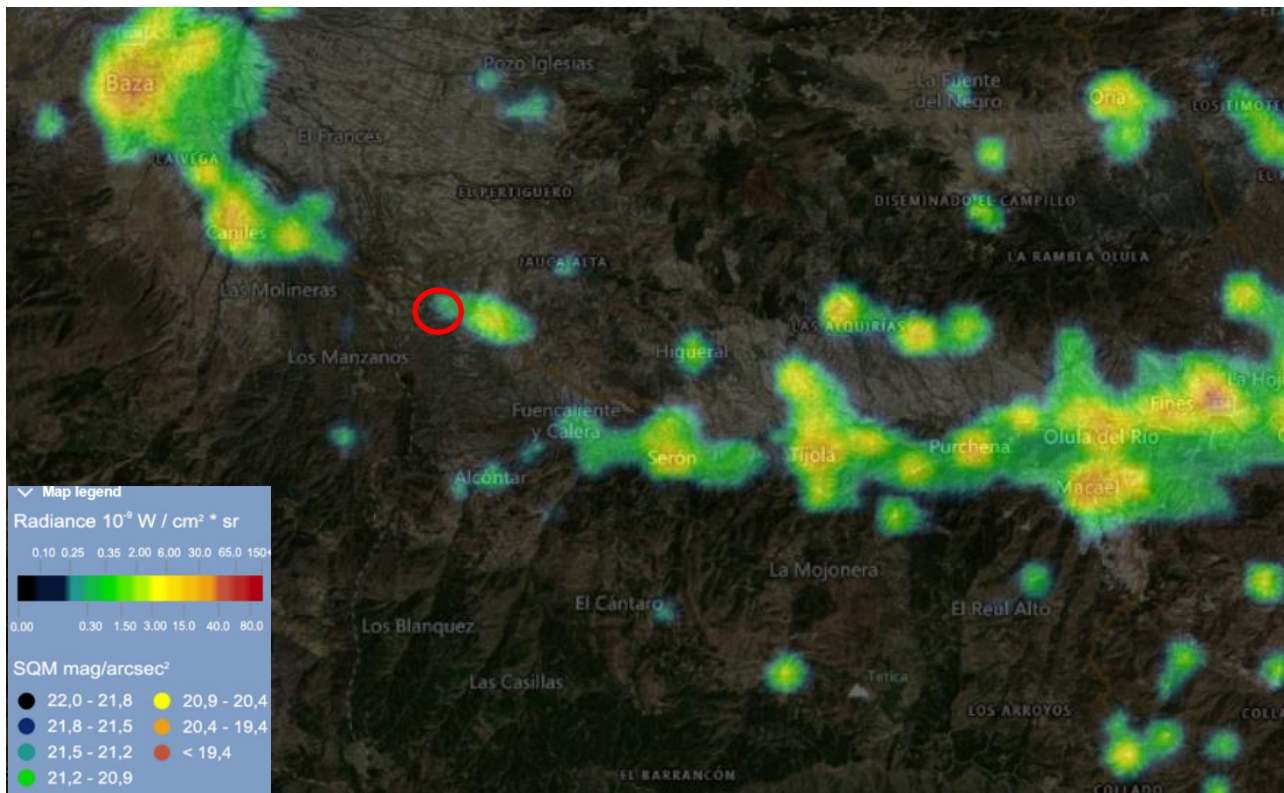 Baza
Pozo Iglesias
La Fuente
del Negro
Oria
LOS TIMOTE
El Francés
LA VEGA
EL PERTIGUERO
DISEMINADO EL CAMPILLO
Caniles
JAUCA ALTA
LA RAMBLA OLULA
Las Molineras
LAS ALQUIRÍAS
Los Manzanos
Higueral
La Ho
Fuencaliente
y Calera
Fines
Olula del Río
Purchena
Serón
Tíjola
Alcóntar
Macael
La Mojonera
El Cántaro
El Reúl Alto
Los Blanquez
Las Casillas
Tetica
LOS ARROYOS
COLLA
EL BARRANCÓN
COLLADO
Map legend
Radiance 10⁻⁹ W / cm² * sr
0.10 0.25 0.35 2.00 6.00 30.0 65.0 150+
0.00 0.30 1.50 3.00 15.0 40.0 80.0
SQM mag/arcsec²
22,0 - 21,8 20,9 - 20,4
21,8 - 21,5 20,4 - 19,4
21,5 - 21,2 < 19,4
21,2 - 20,9